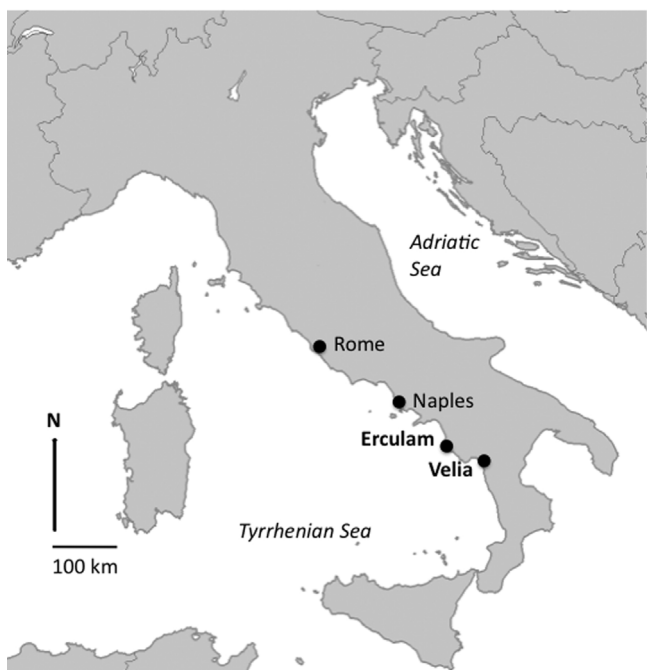 Adriatic
Sea
Rome
Naples
N
Erculam
Velia
Tyrrhenian Sea
100 km